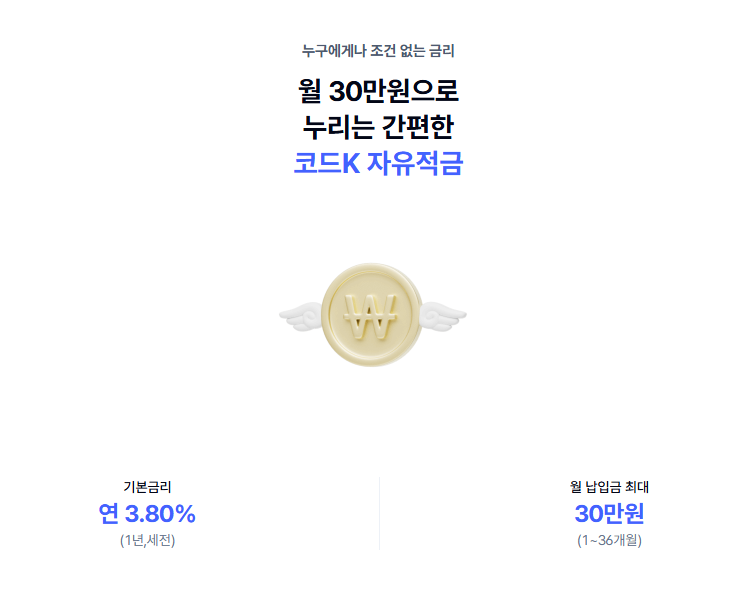 누구에게나 조건 없는 금리
월 30만원으로
누리는 간편한
코드K 자유적금
₩
기본금리
연 3.80%
(1년,세전)
월 납입금 최대
30만원
(1~36개월)